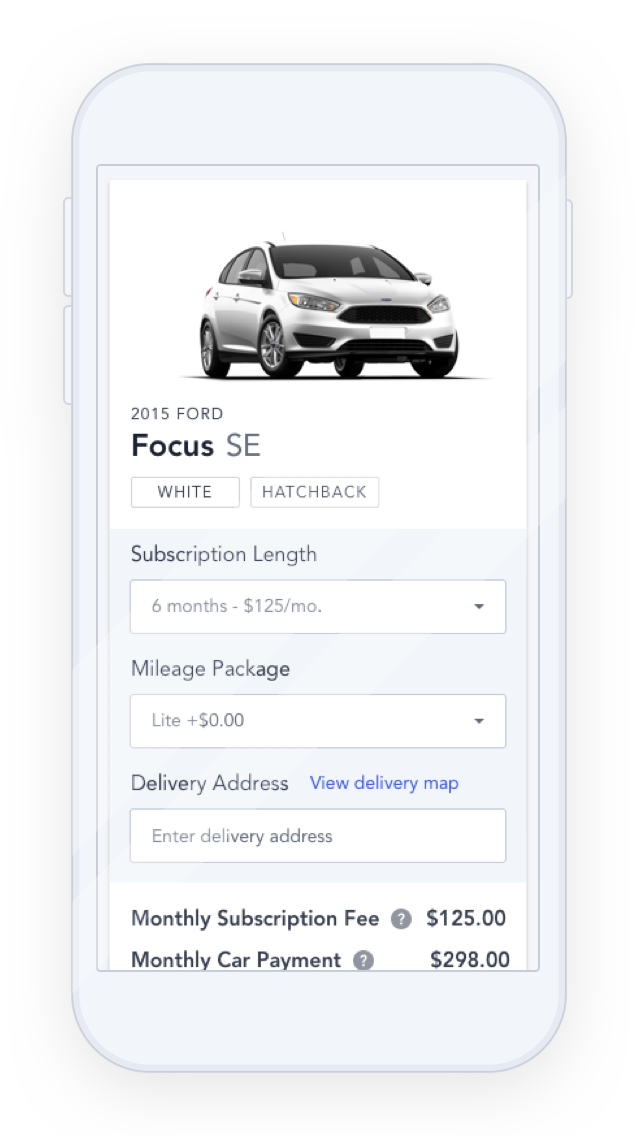 2015 FORD
Focus SE
WHITE HATCHBACK
Subscription Length
6 months - $125/mo.
Mileage Package
Lite +$0.00
Delivery Address View delivery map
Enter delivery address
Monthly Subscription Fee ? $125.00
Monthly Car Payment ? $298.00